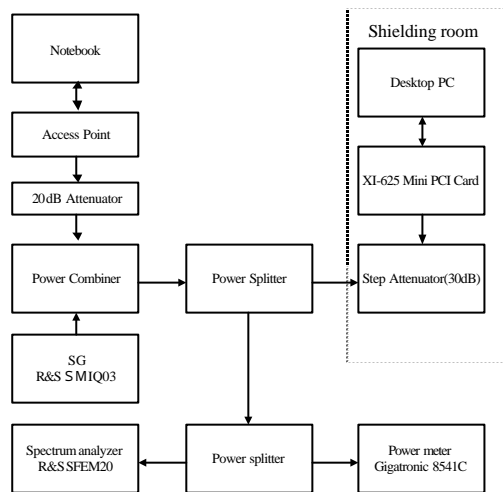 Shielding room
Notebook
Desktop PC
Access Point
XI-625 Mini PCI Card
20dB Attenuator
Power Combiner
Power Splitter
Step Attenuator(30dB)
SG
R&S SMIQ03
Spectrum analyzer
R&S SFEM20
Power splitter
Power meter
Gigatronic 8541C